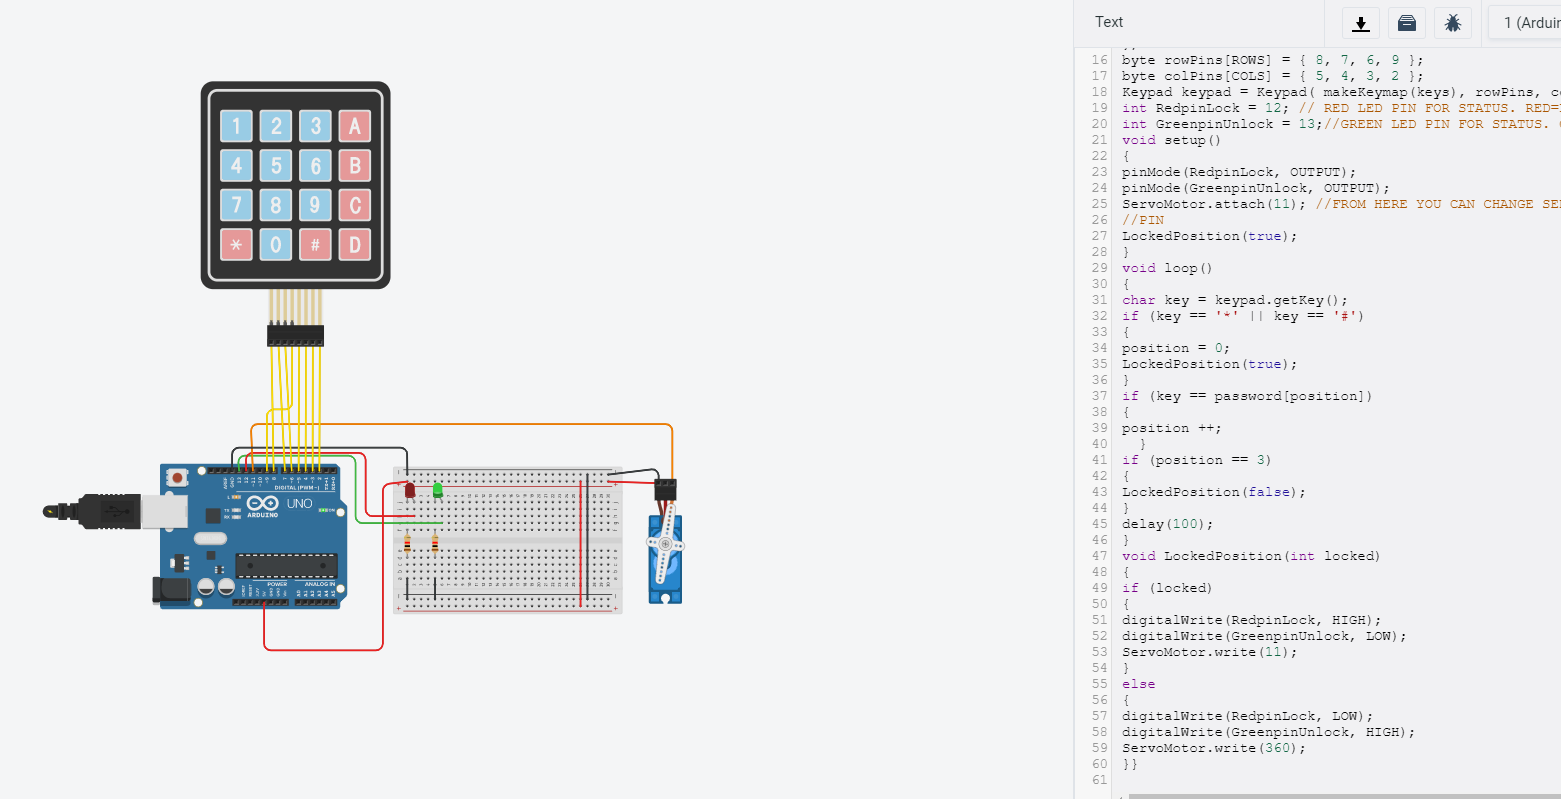 Text
1 (Arduin
1 2 3 A
4 5 6 B
7 8 9 C
* 0 # D
DIGITAL (PWM~)
UNO
ARDUINO
POWER
ANALOG IN
16 byte rowPins[ROWS] = { 8, 7, 6, 9 };
17 byte colPins[COLS] = { 5, 4, 3, 2 };
18 Keypad keypad = Keypad( makeKeymap(keys), rowPins, co
19 int RedpinLock = 12; // RED LED PIN FOR STATUS. RED=
20 int GreenpinUnlock = 13;//GREEN LED PIN FOR STATUS.
21 void setup()
22 {
23 pinMode(RedpinLock, OUTPUT);
24 pinMode(GreenpinUnlock, OUTPUT);
25 ServoMotor.attach(11); //FROM HERE YOU CAN CHANGE SE
26 //PIN
27 LockedPosition(true);
28 }
29 void loop()
30 {
31 char key = keypad.getKey();
32 if (key == '*' || key == '#')
33 {
34 position = 0;
35 LockedPosition(true);
36 }
37 if (key == password[position])
38 {
39 position ++;
40 }
41 if (position == 3)
42 {
43 LockedPosition(false);
44 }
45 delay(100);
46 }
47 void LockedPosition(int locked)
48 {
49 if (locked)
50 {
51 digitalWrite(RedpinLock, HIGH);
52 digitalWrite(GreenpinUnlock, LOW);
53 ServoMotor.write(11);
54 }
55 else
56 {
57 digitalWrite(RedpinLock, LOW);
58 digitalWrite(GreenpinUnlock, HIGH);
59 ServoMotor.write(360);
60 }}
61